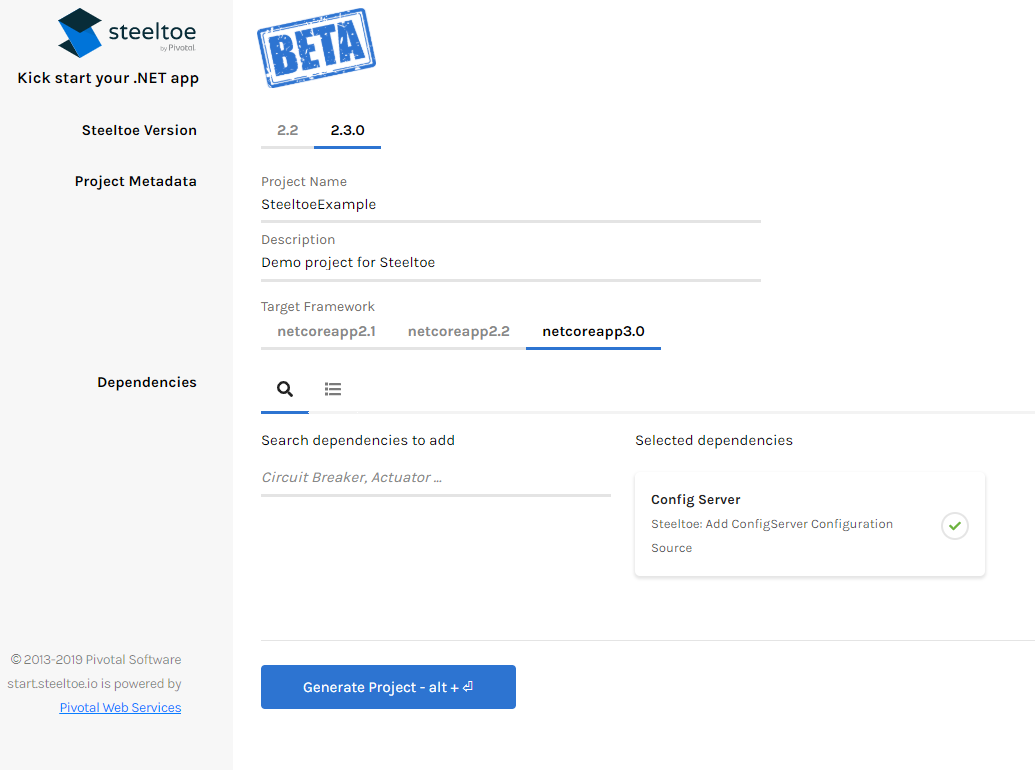 steeltoe
by Pivotal.
Kick start your .NET app
BETA
Steeltoe Version
2.2 2.3.0
Project Metadata
Project Name
SteeltoeExample
Description
Demo project for Steeltoe
Target Framework
netcoreapp2.1 netcoreapp2.2 netcoreapp3.0
Dependencies
Search dependencies to add
Circuit Breaker, Actuator ...
Selected dependencies
Config Server
Steeltoe: Add ConfigServer Configuration
Source
© 2013-2019 Pivotal Software
start.steeltoe.io is powered by
Pivotal Web Services
Generate Project - alt + ⏎